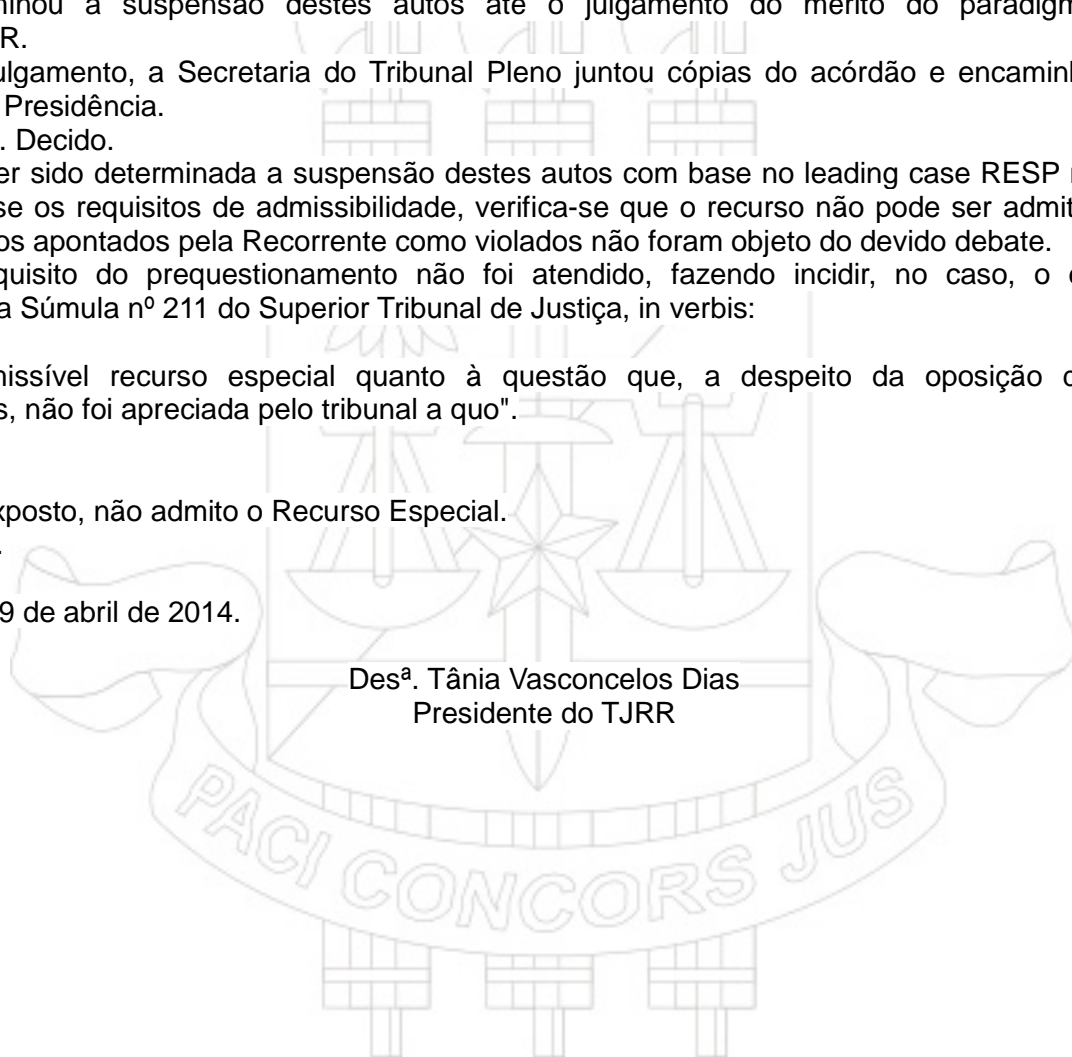 minou a suspensão destes autos até o julgamento do mérito do paradigm
R.
ulgamento, a Secretaria do Tribunal Pleno juntou cópias do acórdão e encaminh
Presidência.
. Decido.
er sido determinada a suspensão destes autos com base no leading case RESP
se os requisitos de admissibilidade, verifica-se que o recurso não pode ser admit
os apontados pela Recorrente como violados não foram objeto do devido debate.
quisito do prequestionamento não foi atendido, fazendo incidir, no caso, o
a Súmula nº 211 do Superior Tribunal de Justiça, in verbis:
nissível recurso especial quanto à questão que, a despeito da oposição
s, não foi apreciada pelo tribunal a quo".
xposto, não admito o Recurso Especial.
.
9 de abril de 2014.
Desª. Tânia Vasconcelos Dias
Presidente do TJRR
PACI CONCORS JUS